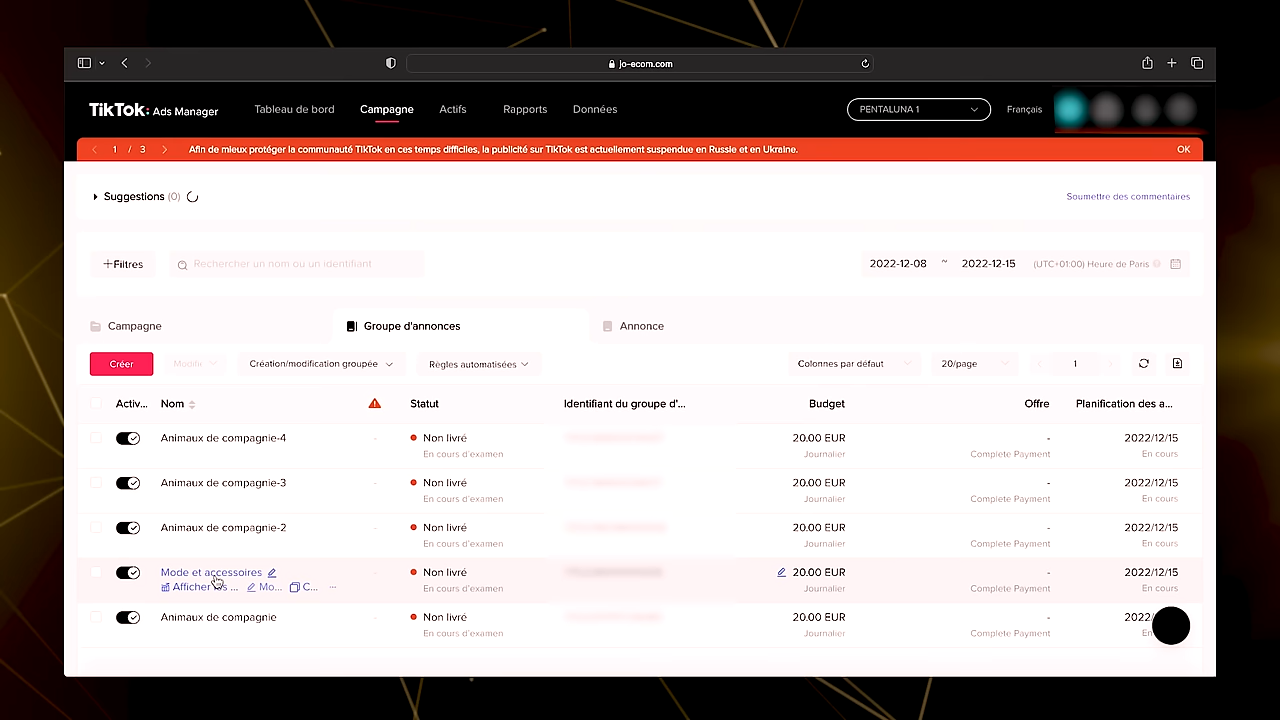 jo-ecom.com
TikTok: Ads Manager Tableau de bord Campagne Actifs Rapports Données PENTALUNA 1 Français
1 / 3 Afin de mieux protéger la communauté TikTok en ces temps difficiles, la publicité sur TikTok est actuellement suspendue en Russie et en Ukraine. OK
Suggestions (0) Soumettre des commentaires
+Filtres Rechercher un nom ou un identifiant 2022-12-08 ~ 2022-12-15 (UTC+01:00) Heure de Paris
Campagne Groupe d'annonces Annonce
Créer Modifier Création/modification groupée Règles automatisées Colonnes par défaut 20/page 1
Activ... Nom Statut Identifiant du groupe d'... Budget Offre Planification des a...
Animaux de compagnie-4 - Non livré 20.00 EUR - 2022/12/15
En cours d'examen Journalier Complete Payment En cours
Animaux de compagnie-3 - Non livré 20.00 EUR - 2022/12/15
En cours d'examen Journalier Complete Payment En cours
Animaux de compagnie-2 - Non livré 20.00 EUR - 2022/12/15
En cours d'examen Journalier Complete Payment En cours
Mode et accessoires - Non livré 20.00 EUR - 2022/12/15
Afficher ... Mo... C... ... En cours d'examen Journalier Complete Payment En cours
Animaux de compagnie - Non livré 20.00 EUR - 2022/
En cours d'examen Journalier Complete Payment En